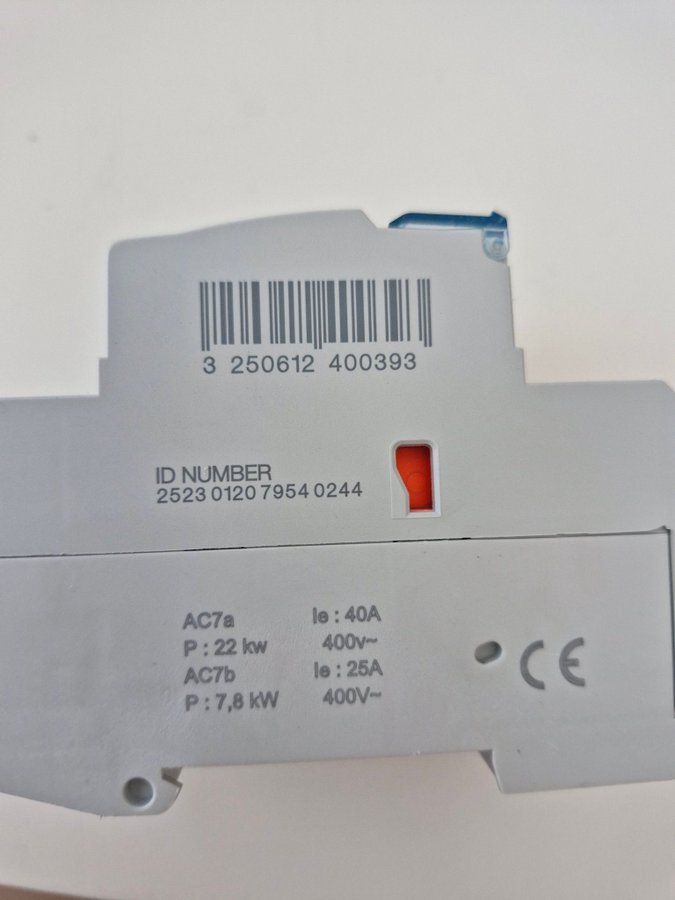 3 250612 400393
ID NUMBER
2523 0120 7954 0244
AC7a Ie : 40A
P : 22 kw 400v~
AC7b Ie : 25A
P : 7,8 kW 400V~
CE